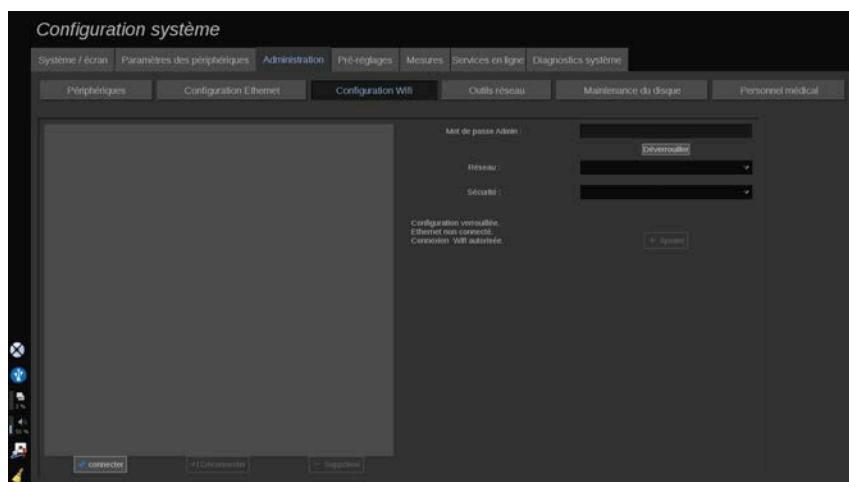 Configuration système
Système / écran Paramètres des périphériques Administration Pré-réglages Mesures Services en ligne Diagnostics système
Périphériques Configuration Ethernet Configuration Wifi Outils réseau Maintenance du disque Personnel médical
Mot de passe Admin :
Déverrouiller
Réseau :
Sécurité :
Configuration verrouillée.
Ethernet non connecté.
Connexion Wifi autorisée.
Ajouter
connecter Déconnecter Supprimer